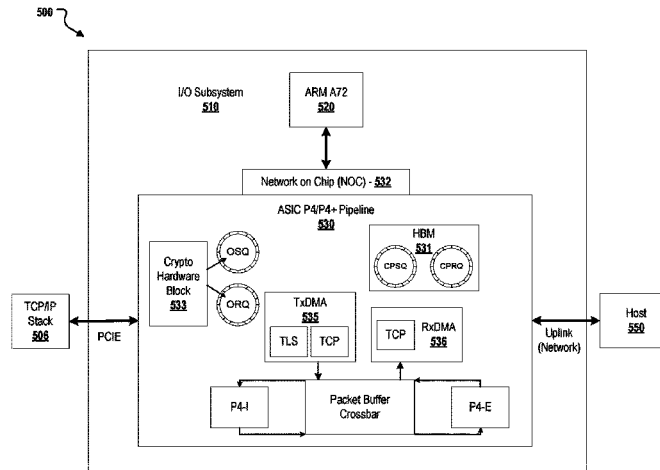 500
I/O Subsystem
510
ARM A72
520
Network on Chip (NOC) - 532
ASIC P4/P4+ Pipeline
530
HBM
531
CPSQ
CPRQ
OSQ
ORQ
Crypto
Hardware
Block
533
TxDMA
535
TLS
TCP
TCP
RxDMA
536
TCP/IP
Stack
506
PCIE
Host
550
Uplink
(Network)
P4-I
Packet Buffer
Crossbar
P4-E